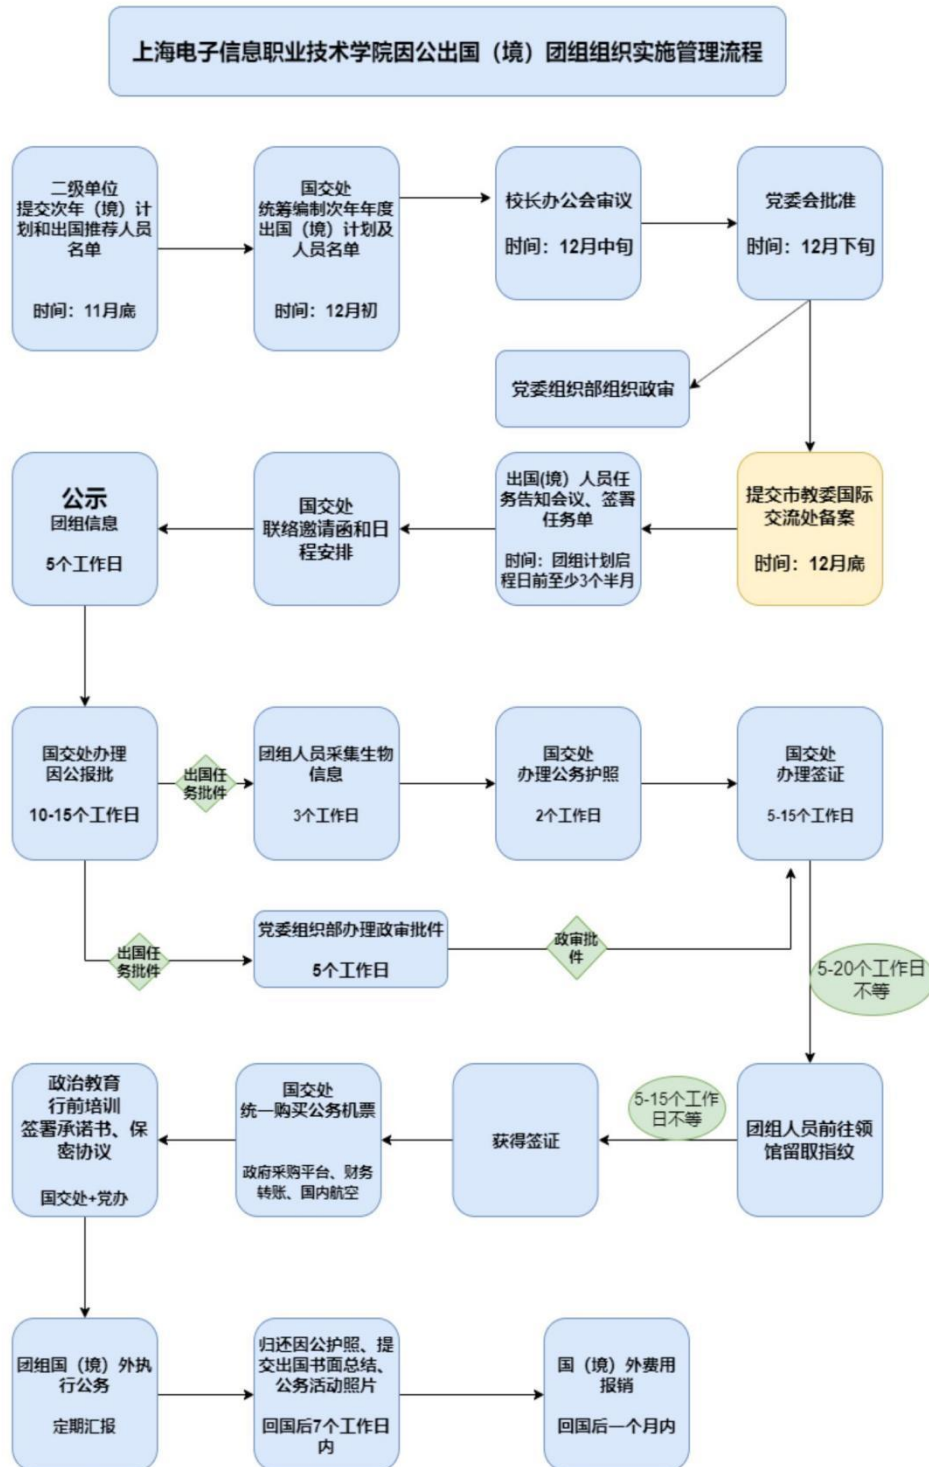 上海电子信息职业技术学院因公出国（境）团组组织实施管理流程
二级单位
提交次年（境）计
划和出国推荐人员
名单
时间：11月底
国交处
统筹编制次年年度
出国（境）计划及
人员名单
时间：12月初
校长办公会审议
时间：12月中旬
党委会批准
时间：12月下旬
党委组织部组织政审
提交市教委国际
交流处备案
时间：12月底
出国(境）人员任
务告知会议、签署
任务单
时间：团组计划启
程日前至少3个半月
国交处
联络邀请函和日
程安排
公示
团组信息
5个工作日
国交处办理
因公报批
10-15个工作日
出国任
务批件
团组人员采集生物
信息
3个工作日
国交处
办理公务护照
2个工作日
国交处
办理签证
5-15个工作日
出国任
务批件
党委组织部办理政审批件
5个工作日
政审批
件
5-20个工作日
不等
团组人员前往领
馆留取指纹
5-15个工作
日不等
获得签证
国交处
统一购买公务机票
政府采购平台、财务
转账、国内航空
政治教育
行前培训
签署承诺书、保
密协议
国交处+党办
团组国（境）外执
行公务
定期汇报
归还因公护照、提
交出国书面总结、
公务活动照片
回国后7个工作日
内
国（境）外费用
报销
回国后一个月内